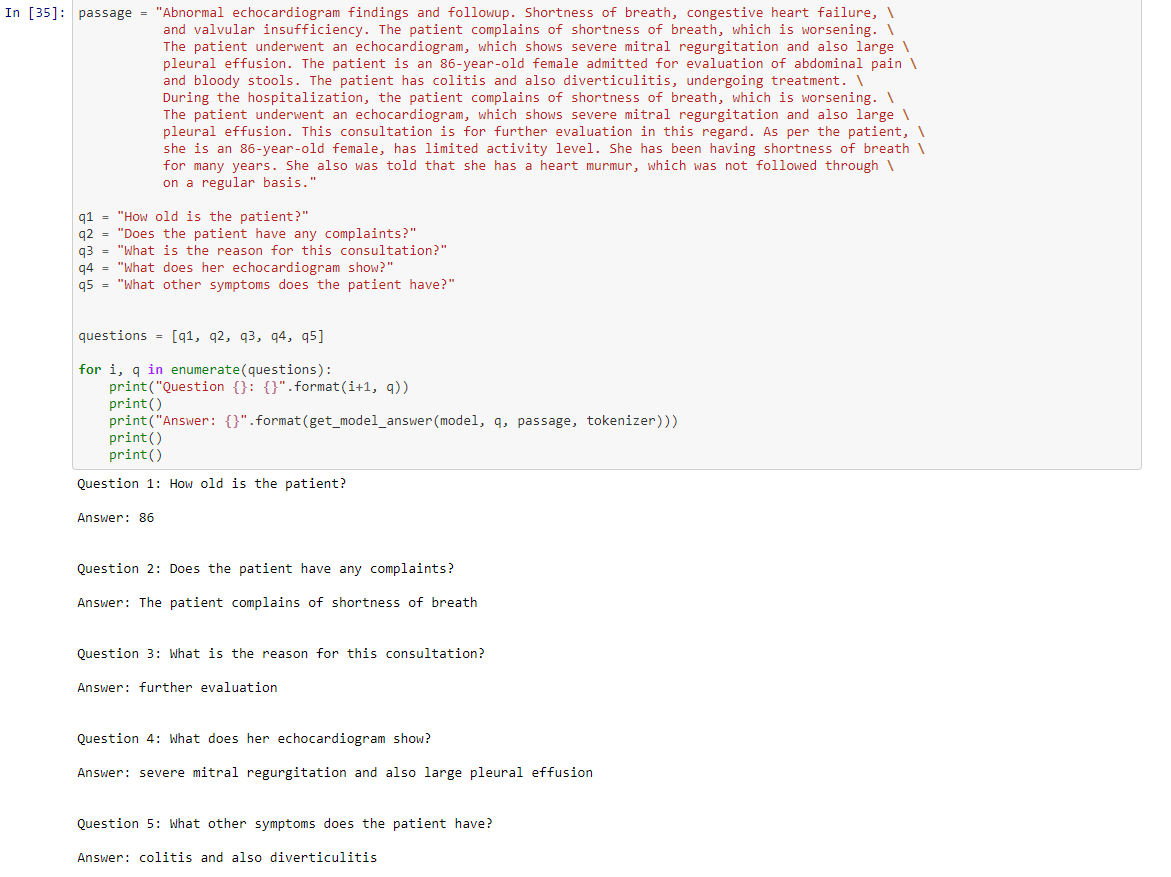 In [35]: passage = "Abnormal echocardiogram findings and followup. Shortness of breath, congestive heart failure, \
and valvular insufficiency. The patient complains of shortness of breath, which is worsening. \
The patient underwent an echocardiogram, which shows severe mitral regurgitation and also large \
pleural effusion. The patient is an 86-year-old female admitted for evaluation of abdominal pain \
and bloody stools. The patient has colitis and also diverticulitis, undergoing treatment. \
During the hospitalization, the patient complains of shortness of breath, which is worsening. \
The patient underwent an echocardiogram, which shows severe mitral regurgitation and also large \
pleural effusion. This consultation is for further evaluation in this regard. As per the patient, \
she is an 86-year-old female, has limited activity level. She has been having shortness of breath \
for many years. She also was told that she has a heart murmur, which was not followed through \
on a regular basis."
q1 = "How old is the patient?"
q2 = "Does the patient have any complaints?"
q3 = "What is the reason for this consultation?"
q4 = "What does her echocardiogram show?"
q5 = "What other symptoms does the patient have?"
questions = [q1, q2, q3, q4, q5]
for i, q in enumerate(questions):
    print("Question {}: {}".format(i+1, q))
    print()
    print("Answer: {}".format(get_model_answer(model, q, passage, tokenizer)))
    print()
    print()
Question 1: How old is the patient?
Answer: 86
Question 2: Does the patient have any complaints?
Answer: The patient complains of shortness of breath
Question 3: What is the reason for this consultation?
Answer: further evaluation
Question 4: What does her echocardiogram show?
Answer: severe mitral regurgitation and also large pleural effusion
Question 5: What other symptoms does the patient have?
Answer: colitis and also diverticulitis